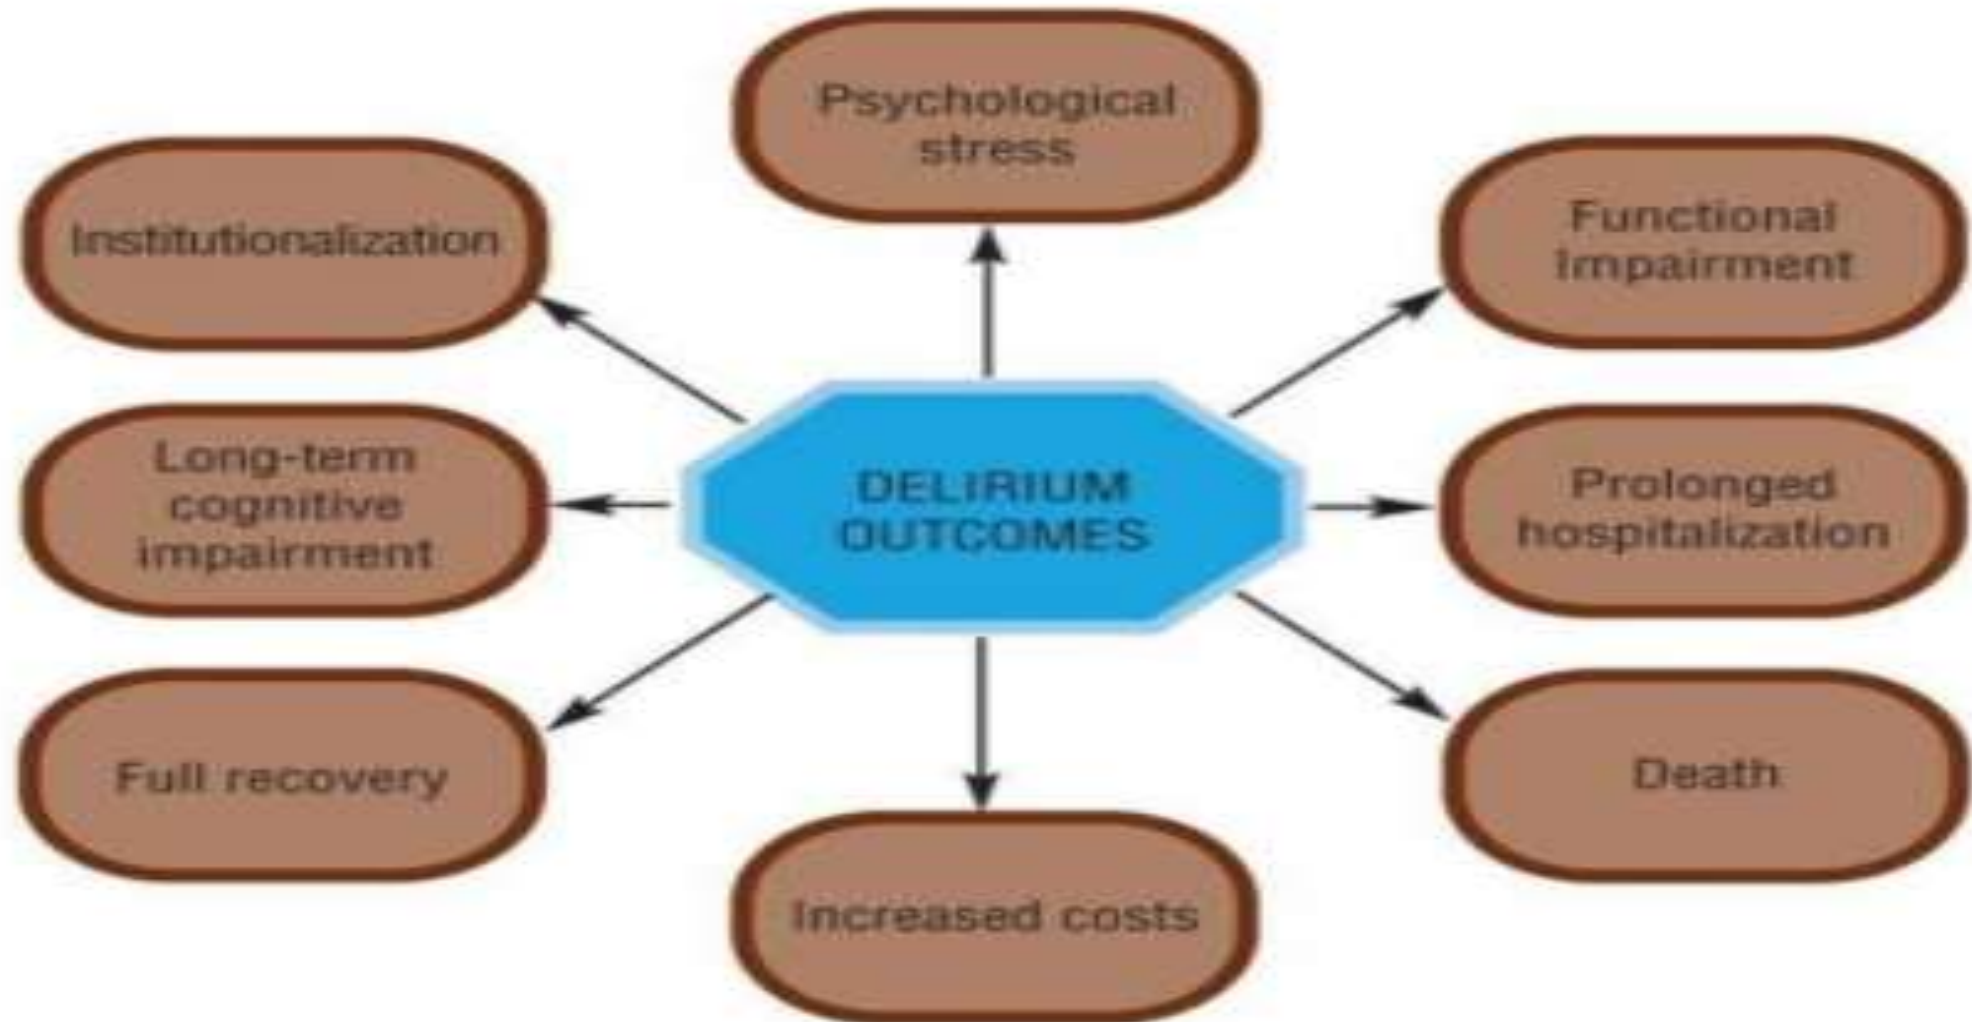 Psychological
stress
Institutionalization
Functional
impairment
Long-term
cognitive
impairment
DELIRIUM
OUTCOMES
Prolonged
hospitalization
Full recovery
Death
Increased costs